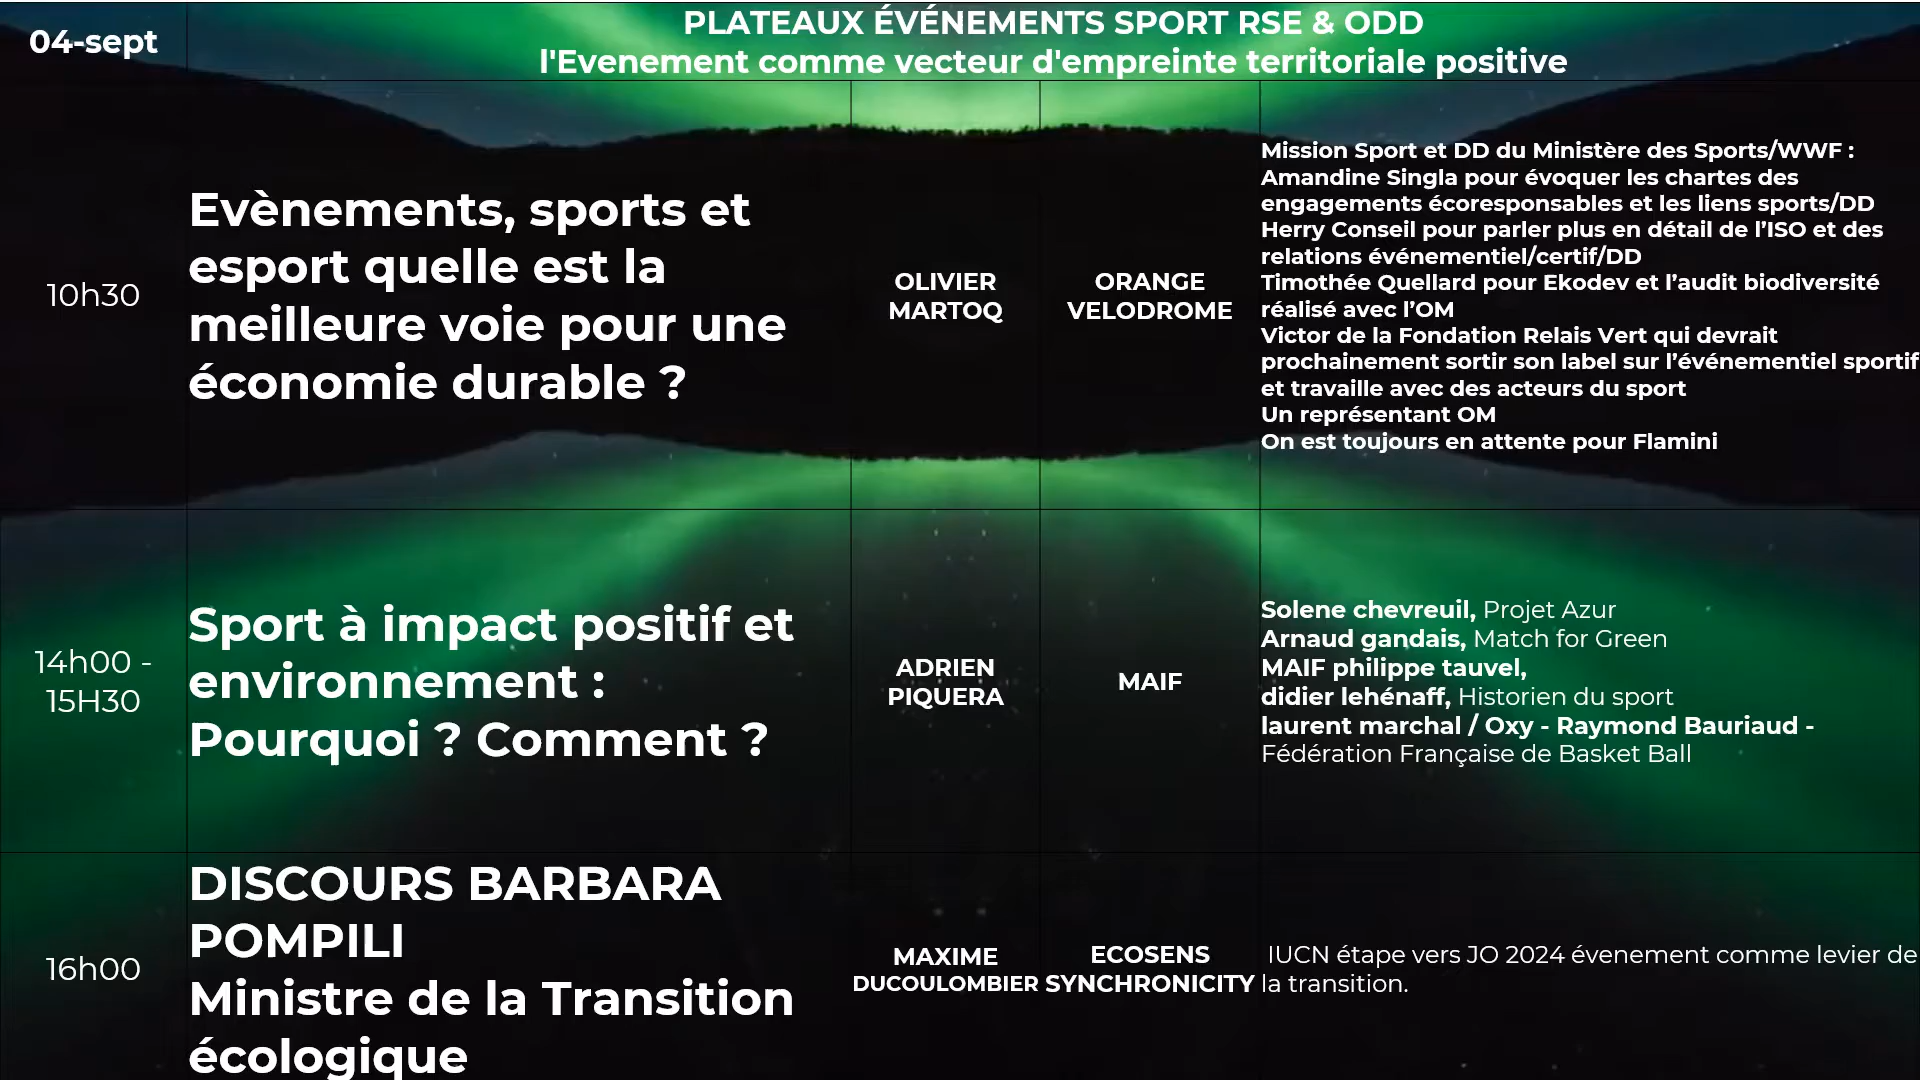 04-sept
PLATEAUX ÉVÉNEMENTS SPORT RSE & ODD
l'Evenement comme vecteur d'empreinte territoriale positive
10h30
Evènements, sports et
esport quelle est la
meilleure voie pour une
économie durable ?
OLIVIER
MARTOQ
ORANGE
VELODROME
Mission Sport et DD du Ministère des Sports/WWF :
Amandine Singla pour évoquer les chartes des
engagements écoresponsables et les liens sports/DD
Herry Conseil pour parler plus en détail de l’ISO et des
relations événementiel/certif/DD
Timothée Quellard pour Ekodev et l’audit biodiversité
réalisé avec l’OM
Victor de la Fondation Relais Vert qui devrait
prochainement sortir son label sur l’événementiel sportif
et travaille avec des acteurs du sport
Un représentant OM
On est toujours en attente pour Flamini
14h00 -
15H30
Sport à impact positif et
environnement :
Pourquoi ? Comment ?
ADRIEN
PIQUERA
MAIF
Solene chevreuil, Projet Azur
Arnaud gandais, Match for Green
MAIF philippe tauvel,
didier lehénaff, Historien du sport
laurent marchal / Oxy - Raymond Bauriaud -
Fédération Française de Basket Ball
16h00
DISCOURS BARBARA
POMPILI
Ministre de la Transition
écologique
MAXIME
DUCOULOMBIER
ECOSENS
SYNCHRONICITY
IUCN étape vers JO 2024 évenement comme levier de
la transition.